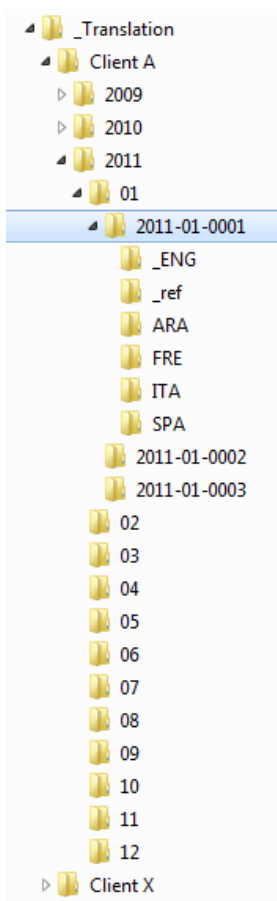 _Translation
Client A
2009
2010
2011
01
2011-01-0001
_ENG
_ref
ARA
FRE
ITA
SPA
2011-01-0002
2011-01-0003
02
03
04
05
06
07
08
09
10
11
12
Client X